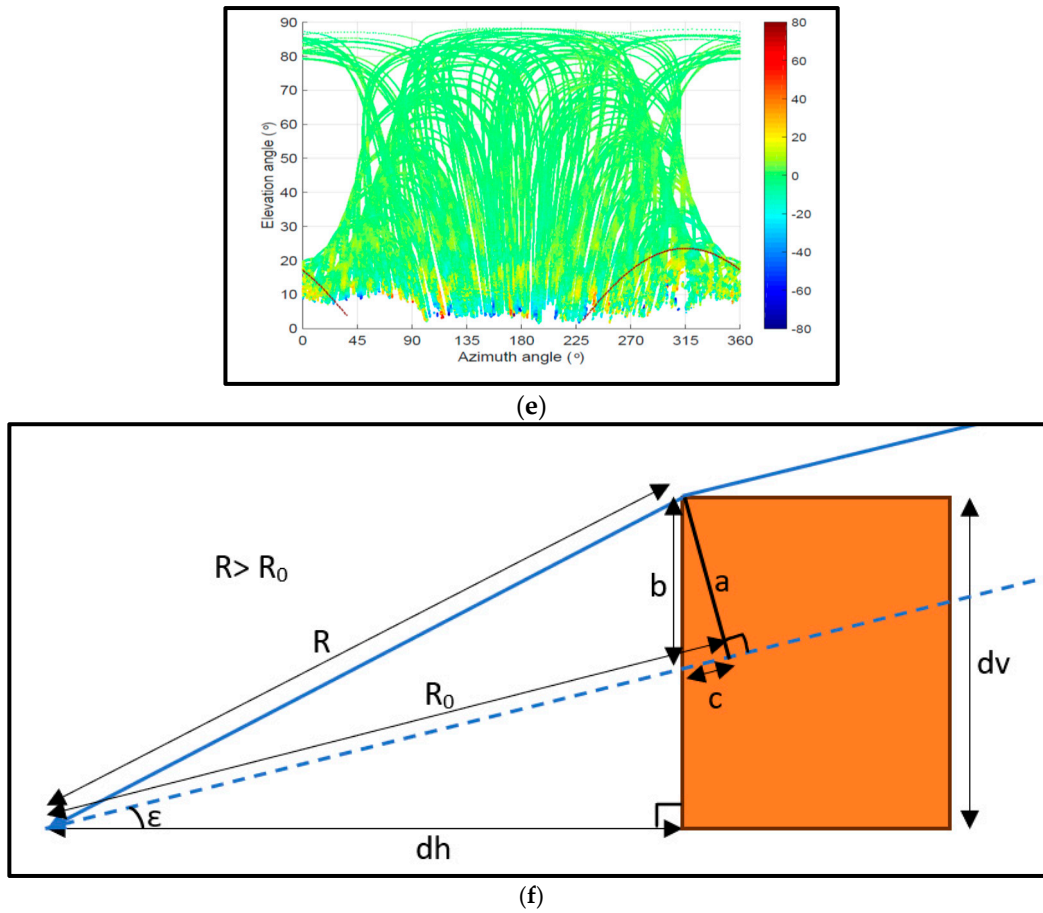 90
80
70
60
50
40
30
20
10
0
Elevation angle (°)
0 45 90 135 180 225 270 315 360
Azimuth angle (°)
80
60
40
20
0
-20
-40
-60
-80
(e)
R> R₀
b
a
R
R₀
c
dv
ε
dh
(f)